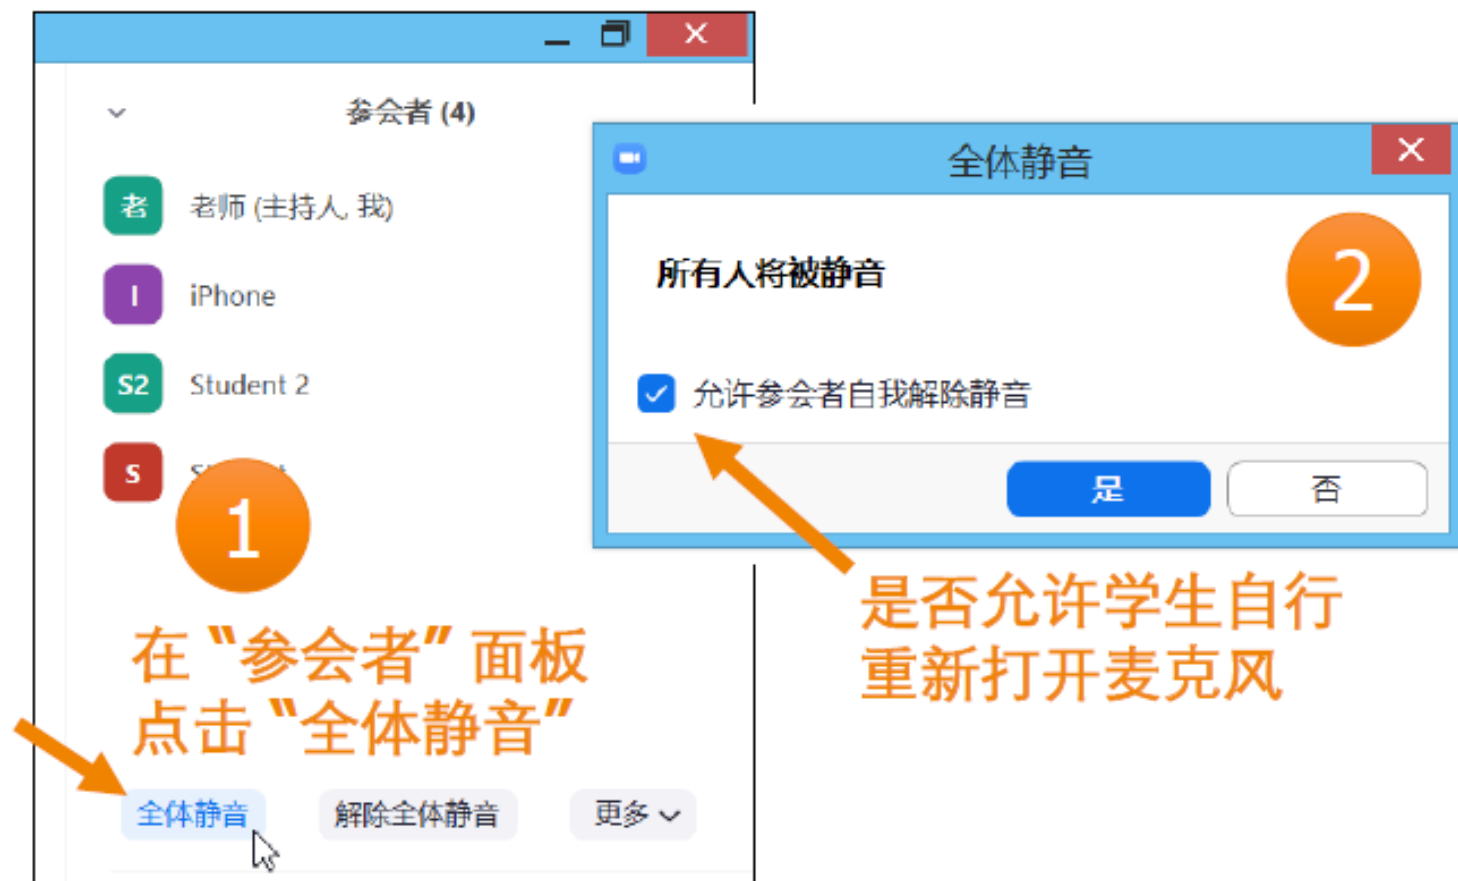 参会者 (4)
老 老师 (主持人, 我)
I iPhone
S2 Student 2
S
1
在“参会者”面板
点击“全体静音”
全体静音 解除全体静音 更多
全体静音
2
所有人将被静音
允许参会者自我解除静音
是 否
是否允许学生自行
重新打开麦克风